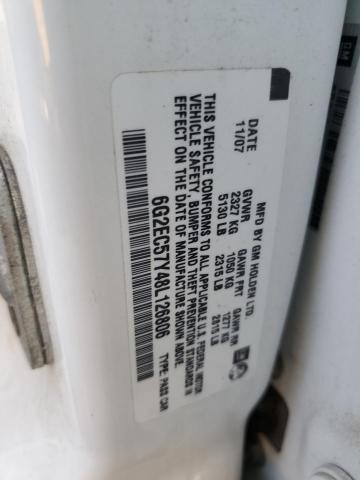 MFD BY GM HOLDEN LTD.
DATE GVWR GAWR FRT GAWR RR
11/07 2327 KG 1050 KG 1277 KG
5130 LB 2315 LB 2815 LB
THIS VEHICLE CONFORMS TO ALL APPLICABLE U.S. FEDERAL MOTOR
VEHICLE SAFETY, BUMPER AND THEFT PREVENTION STANDARDS IN
EFFECT ON THE DATE OF MANUFACTURE SHOWN ABOVE.
6G2EC57YA8L126806 TYPE: PASS CAR
GM